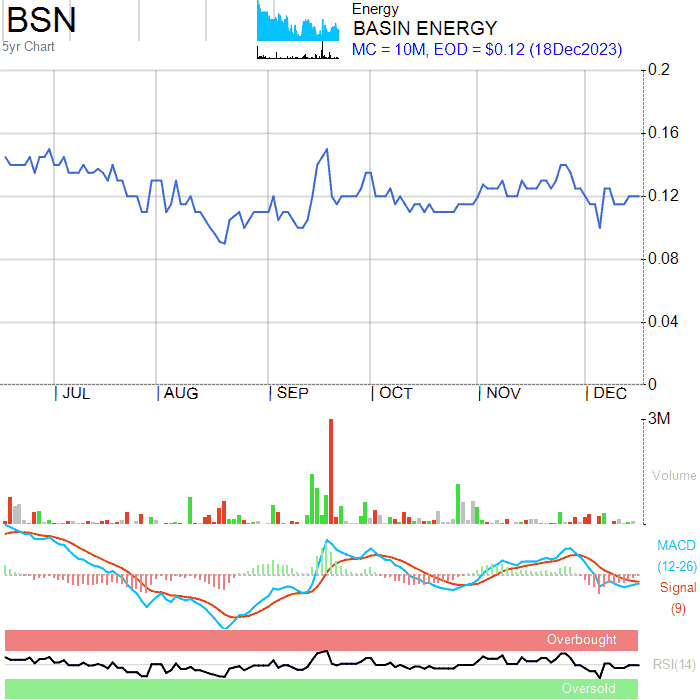 BSN
5yr Chart
Energy
BASIN ENERGY
MC = 10M, EOD = $0.12 (18Dec2023)
0.2
0.16
0.12
0.08
0.04
0
JUL AUG SEP OCT NOV DEC
3M
Volume
MACD
(12-26)
Signal
(9)
Overbought
RSI(14)
Oversold